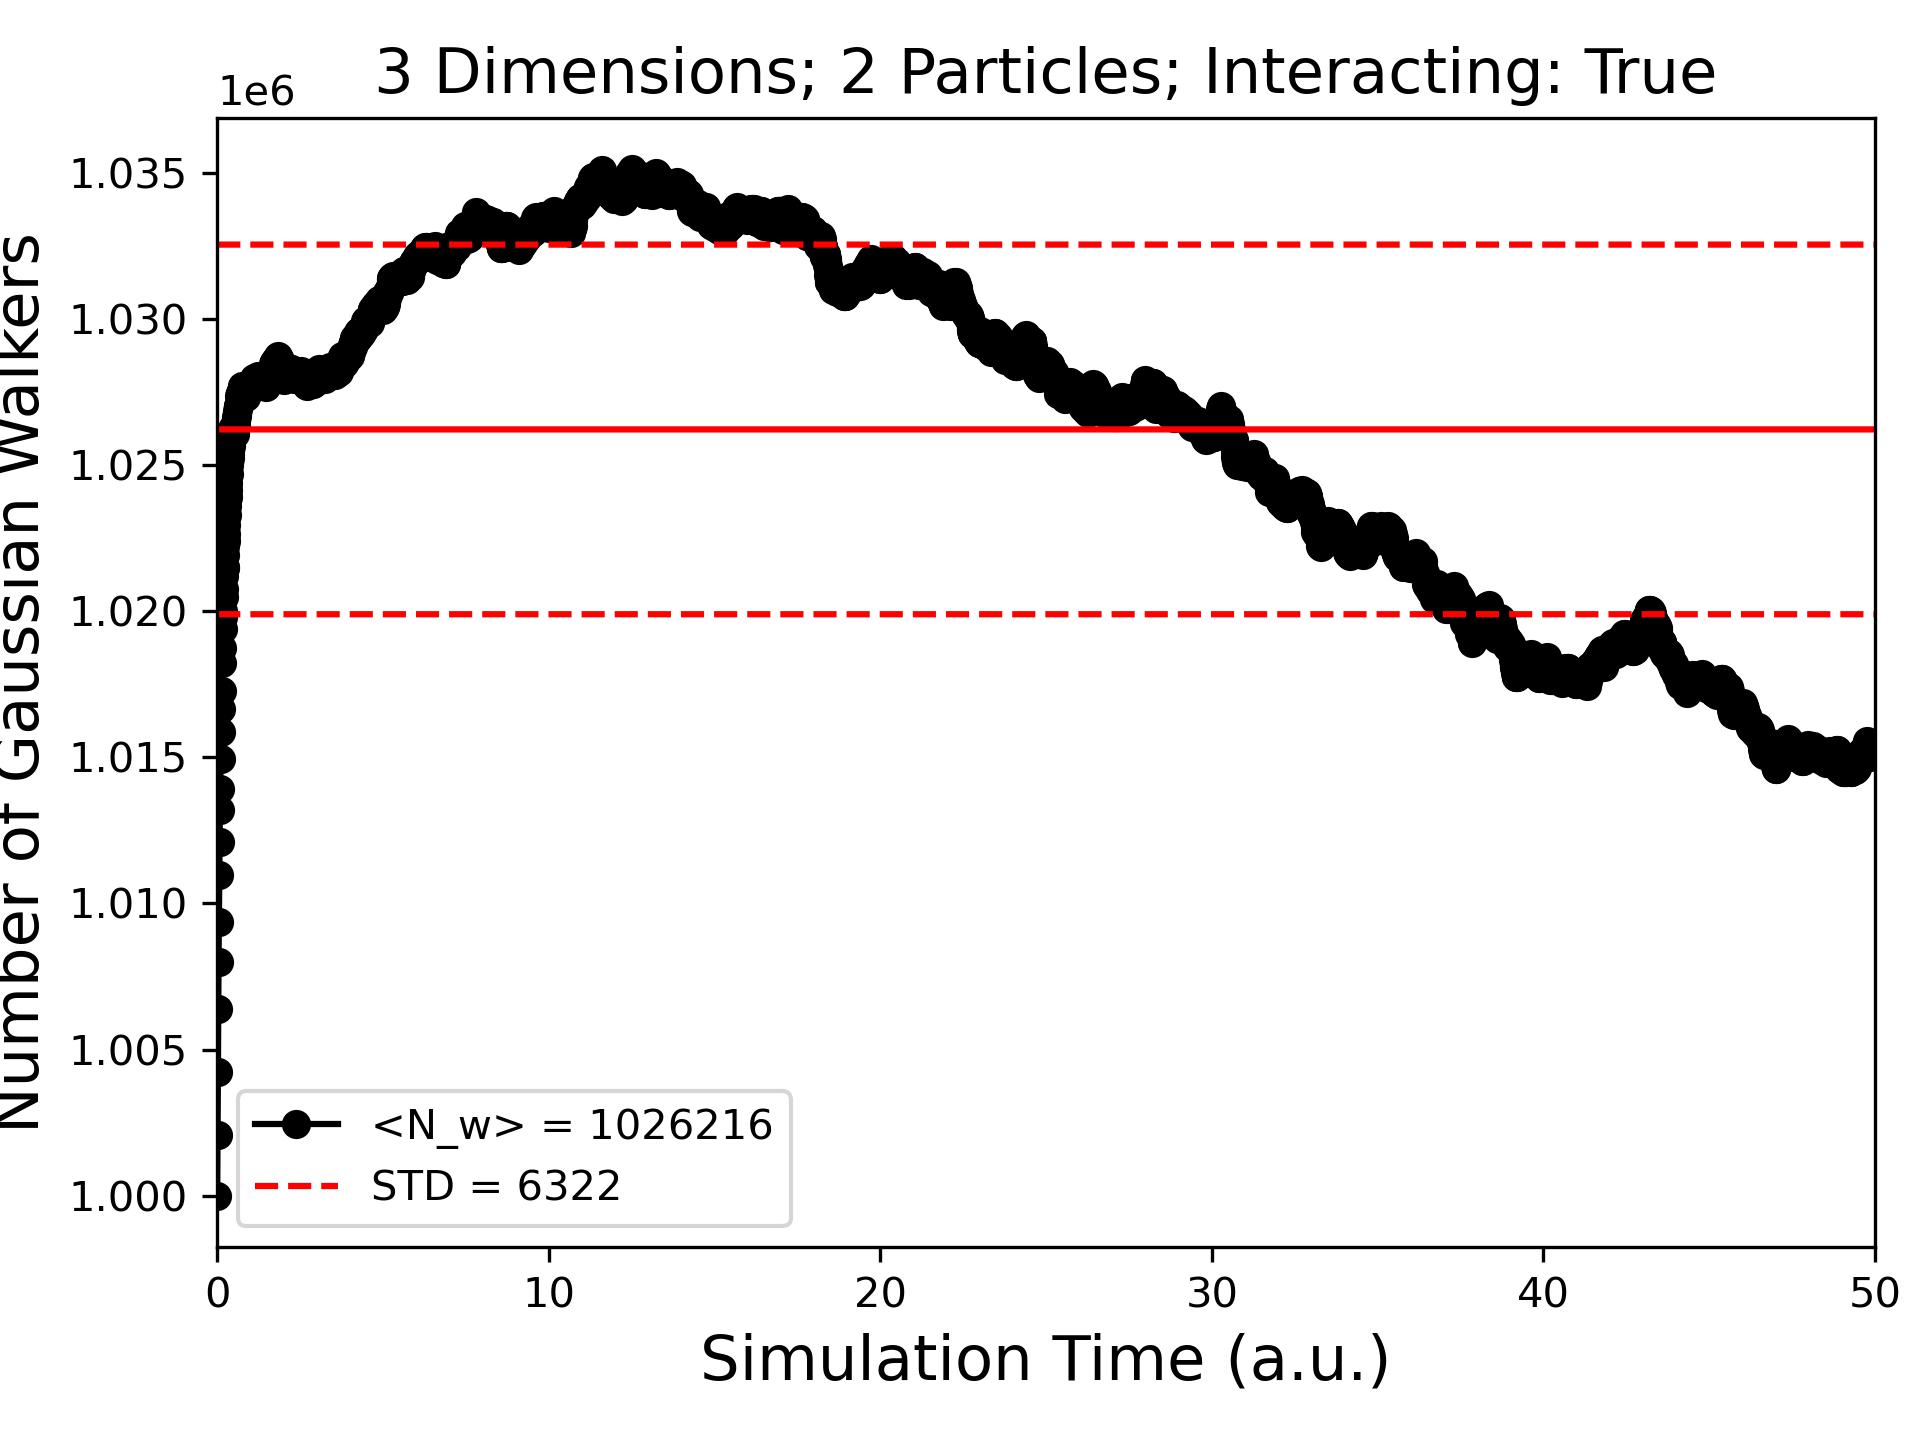 3 Dimensions; 2 Particles; Interacting: True
1e6
1.035
1.030
1.025
1.020
1.015
1.010
1.005
1.000
Number of Gaussian Walkers
<N_w> = 1026216
STD = 6322
0 10 20 30 40 50
Simulation Time (a.u.)